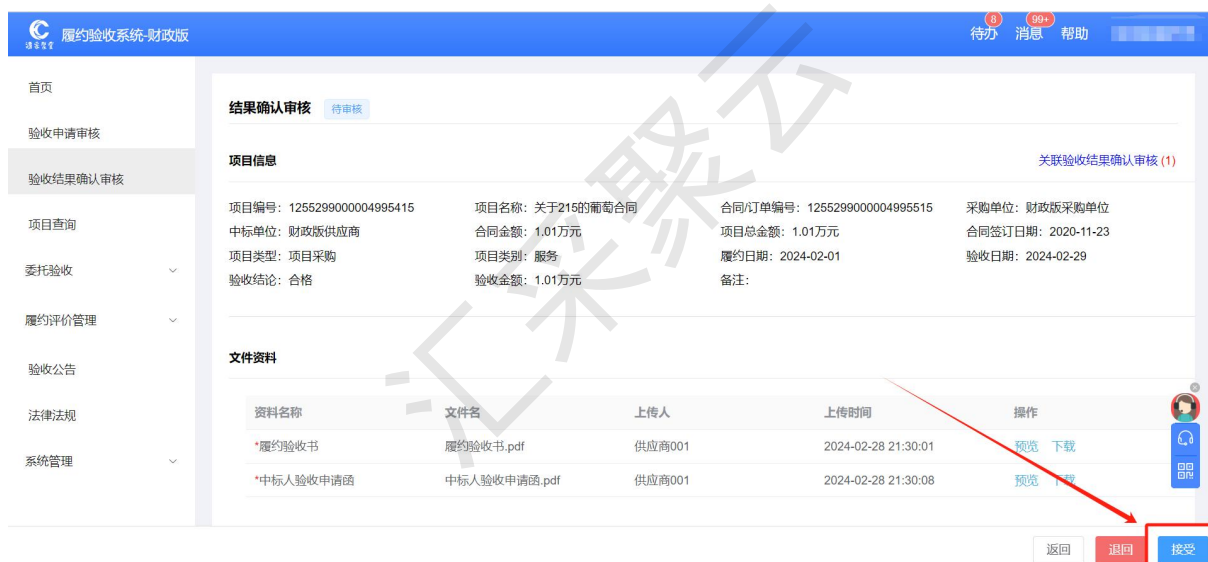 8 99+
履约验收系统-财政版 待办 消息 帮助
首页
验收申请审核
验收结果确认审核
项目查询
委托验收
履约评价管理
验收公告
法律法规
系统管理
结果确认审核 待审核
项目信息 关联验收结果确认审核 (1)
项目编号：1255299000004995415 项目名称：关于215的葡萄合同 合同/订单编号：1255299000004995515 采购单位：财政版采购单位
中标单位：财政版供应商 合同金额：1.01万元 项目总金额：1.01万元 合同签订日期：2020-11-23
项目类型：项目采购 项目类别：服务 履约日期：2024-02-01 验收日期：2024-02-29
验收结论：合格 验收金额：1.01万元 备注：
文件资料
资料名称 文件名 上传人 上传时间 操作
*履约验收书 履约验收书.pdf 供应商001 2024-02-28 21:30:01 预览 下载
*中标人验收申请函 中标人验收申请函.pdf 供应商001 2024-02-28 21:30:08 预览 下载
返回 退回 接受
汇采聚云